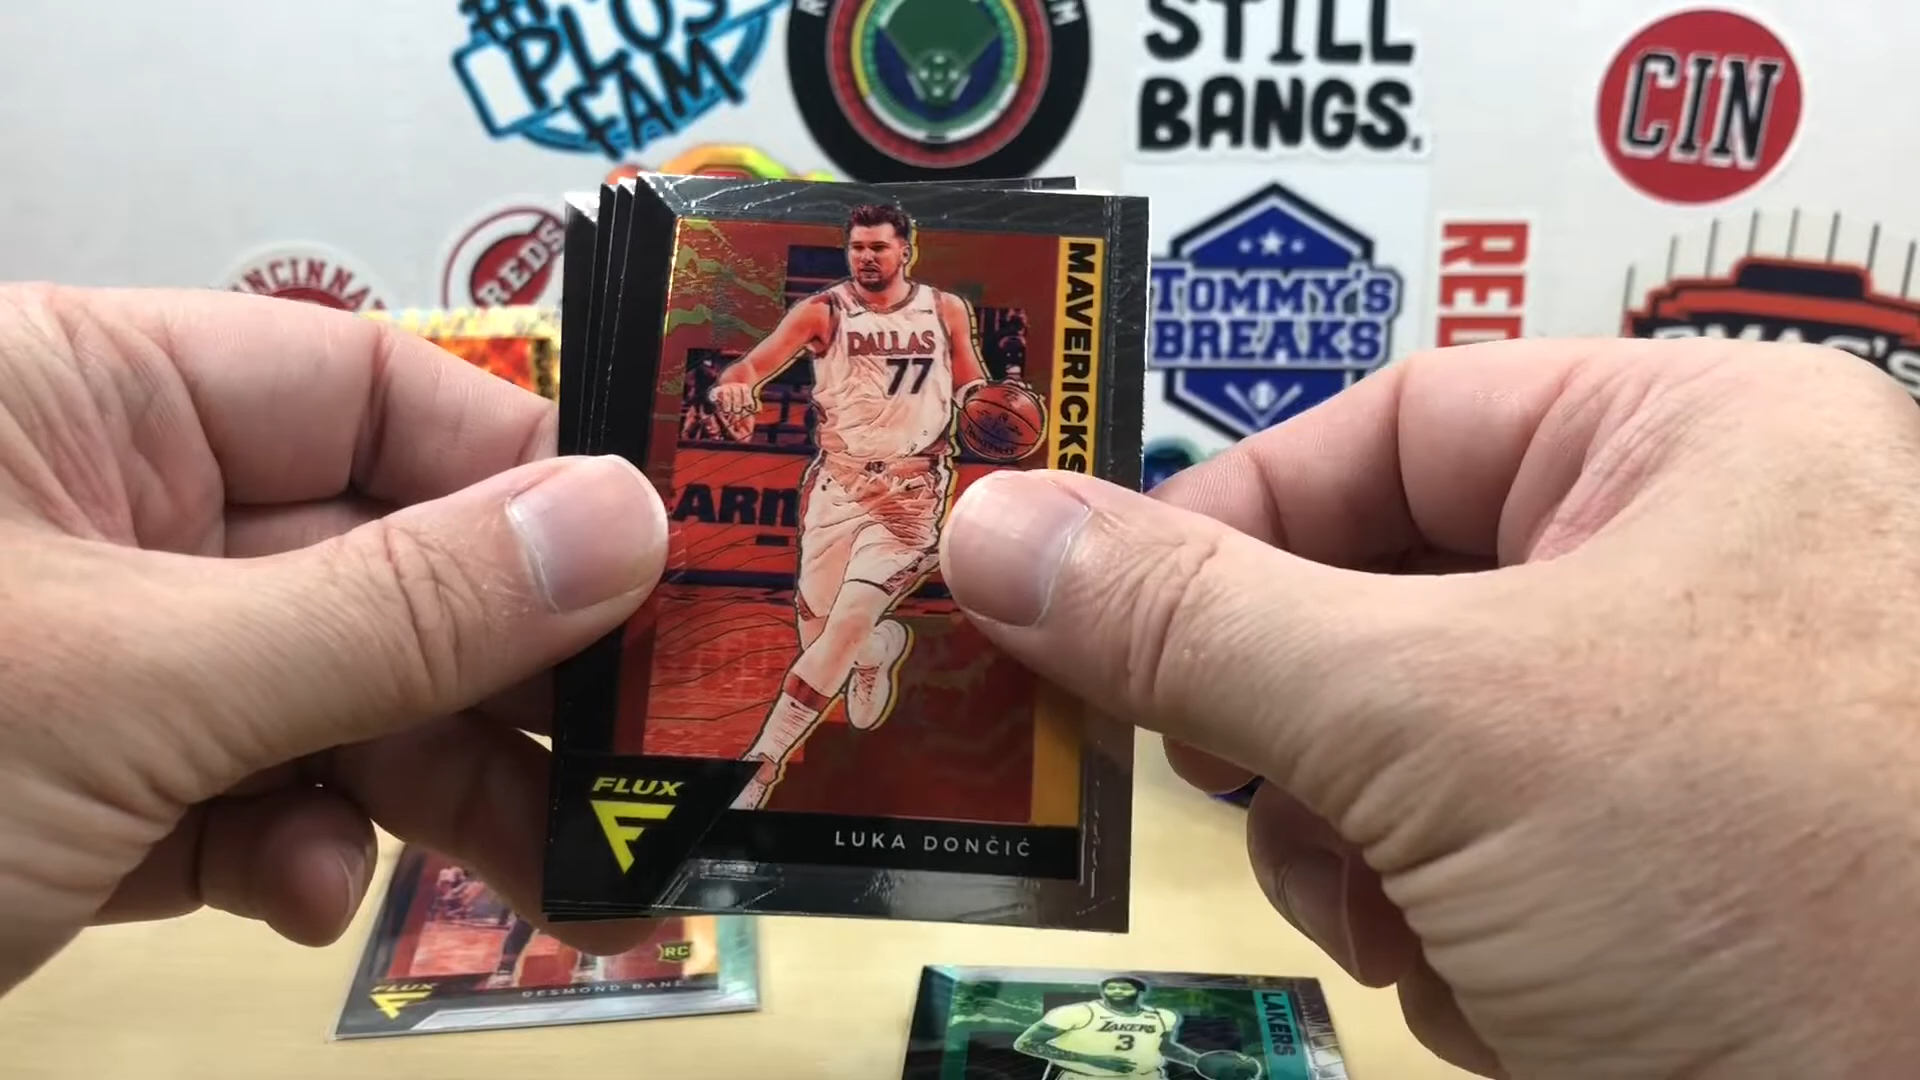 PLUS
FAM
STILL
BANGS.
CIN
REDS
TOMMY'S
BREAKS
MAVERICKS
DALLAS
77
FLUX
LUKA DONČIĆ
RC
FLUX
DESMOND BANE
LAKERS
LAKERS
3